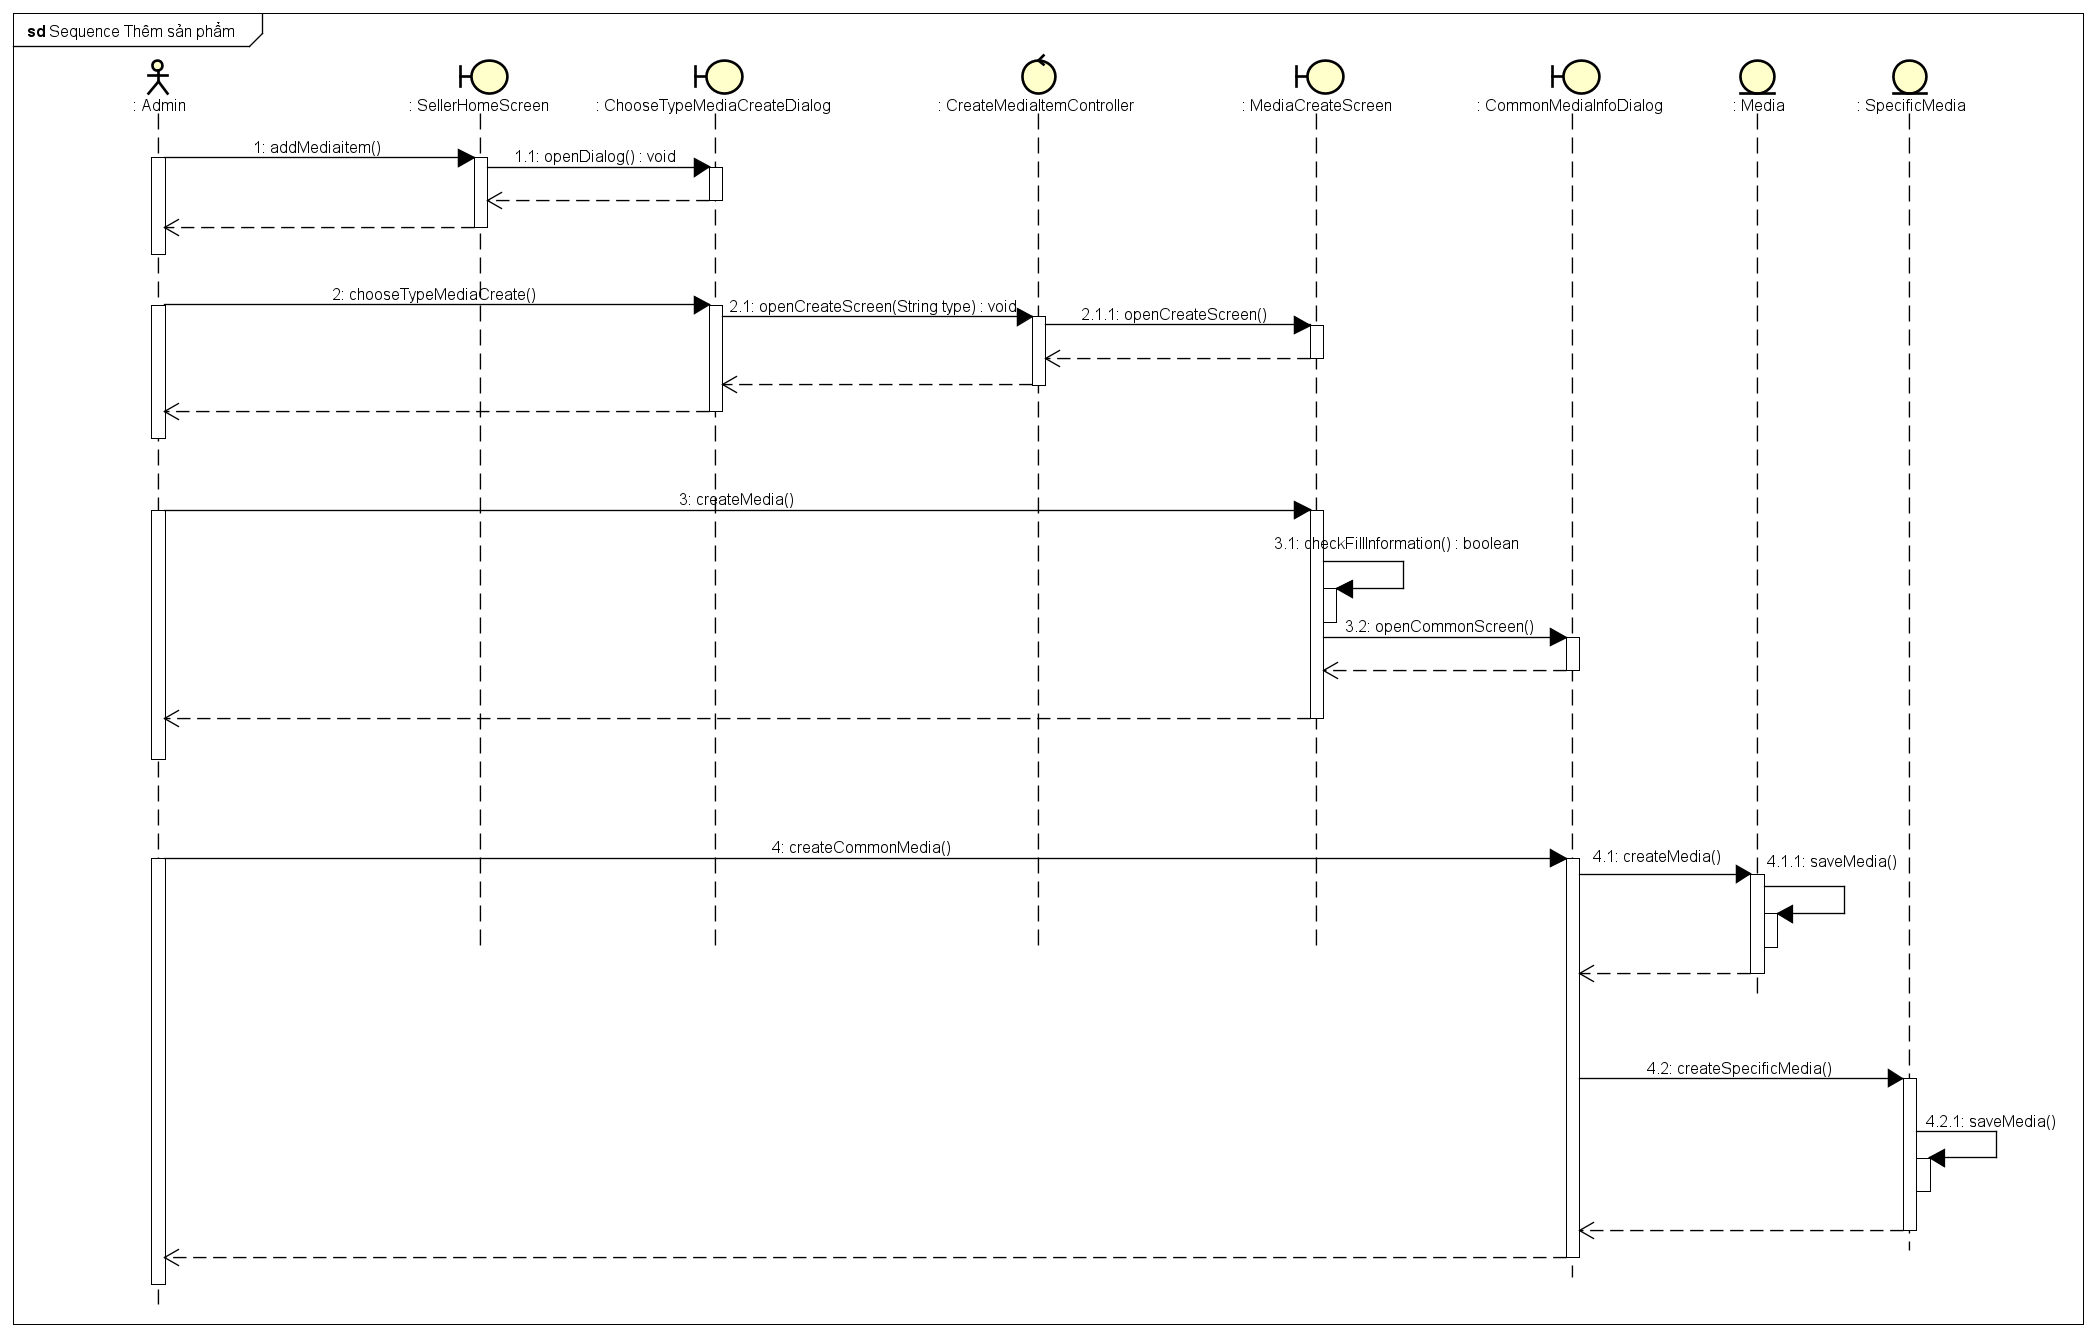 sd Sequence Thêm sản phẩm
: Admin
: SellerHomeScreen
: ChooseTypeMediaCreateDialog
: CreateMediaItemController
: MediaCreateScreen
: CommonMediaInfoDialog
: Media
: SpecificMedia
1: addMediaitem()
1.1: openDialog() : void
2: chooseTypeMediaCreate()
2.1: openCreateScreen(String type) : void
2.1.1: openCreateScreen()
3: createMedia()
3.1: checkFillInformation() : boolean
3.2: openCommonScreen()
4: createCommonMedia()
4.1: createMedia()
4.1.1: saveMedia()
4.2: createSpecificMedia()
4.2.1: saveMedia()